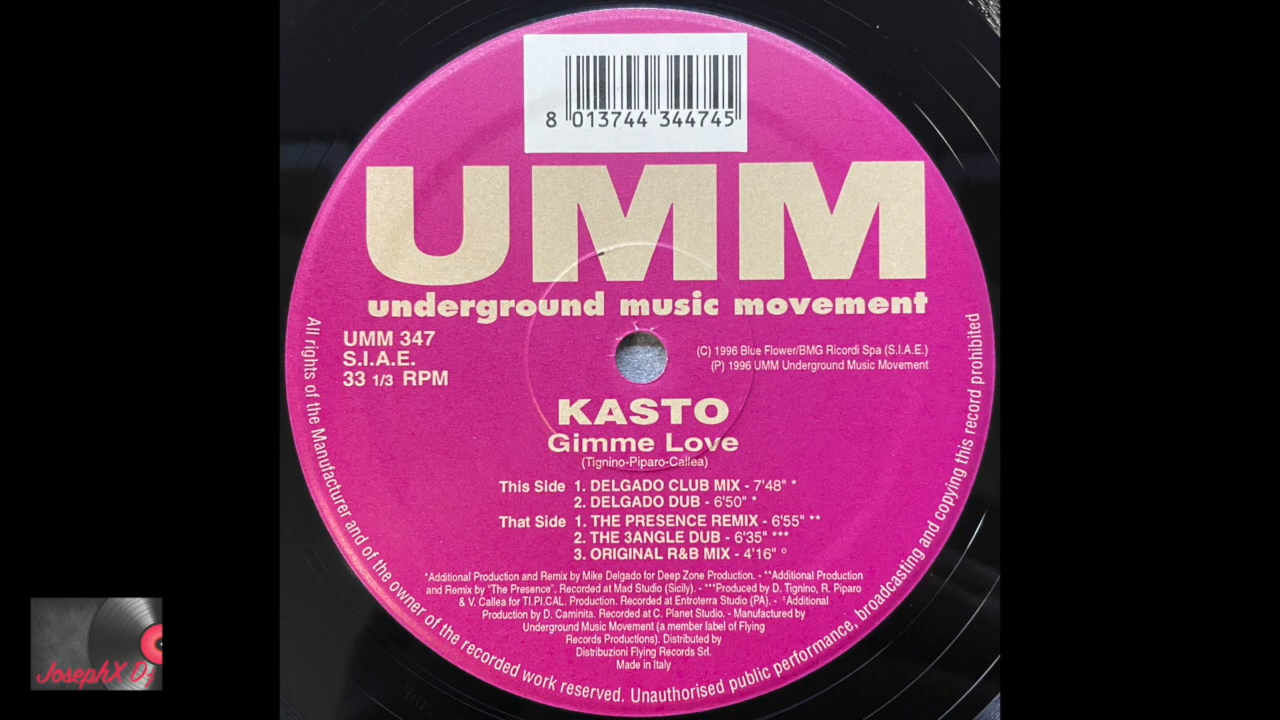 8 013744 344745
UMM
underground music movement
UMM 347
S.I.A.E.
33 1/3 RPM
(C) 1996 Blue Flower/BMG Ricordi Spa (S.I.A.E.)
(P) 1996 UMM Underground Music Movement
KASTO
Gimme Love
(Tignino-Piparo-Callea)
This Side 1. DELGADO CLUB MIX - 7'48" *
2. DELGADO DUB - 6'50" *
That Side 1. THE PRESENCE REMIX - 6'55" **
2. THE 3ANGLE DUB - 6'35" ***
3. ORIGINAL R&B MIX - 4'16" °
*Additional Production and Remix by Mike Delgado for Deep Zone Production. - **Additional Production
and Remix by "The Presence". Recorded at Mad Studio (Sicily). - ***Produced by D. Tignino, R. Piparo
& V. Callea for TI.PI.CAL. Production. Recorded at Entroterra Studio (PA). - °Additional
Production by D. Caminita. Recorded at C. Planet Studio. - Manufactured by
Underground Music Movement (a member label of Flying
Records Productions). Distributed by
Distribuzioni Flying Records Srl.
Made in Italy
All rights of the Manufacturer and of the owner of the recorded work reserved. Unauthorised public performance, broadcasting and copying this record prohibited
JosephX Dj